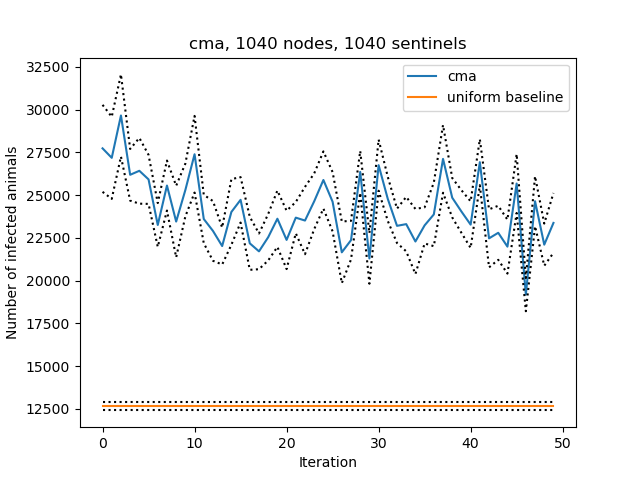 cma, 1040 nodes, 1040 sentinels
cma
uniform baseline
Number of infected animals
32500
30000
27500
25000
22500
20000
17500
15000
12500
0 10 20 30 40 50
Iteration